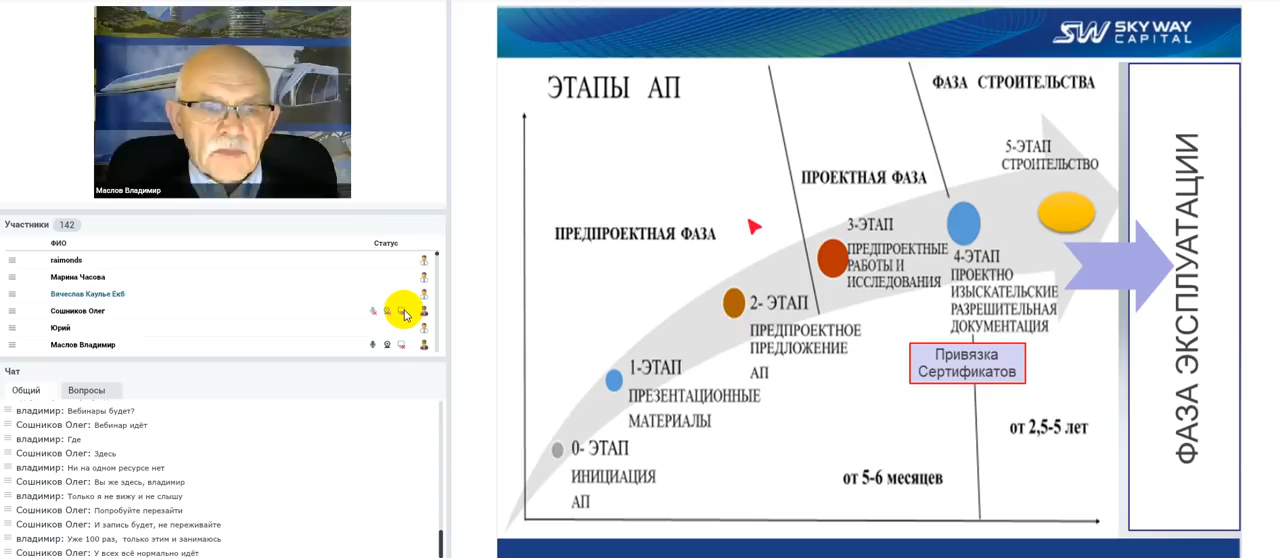 Маслов Владимир
Участники 142
ФИО Статус
raimonds
Марина Часова
Вячеслав Каулье Екб
Сошников Олег
Юрий
Маслов Владимир
Чат
Общий Вопросы
владимир: Вебинары будет?
Сошников Олег: Вебинар идёт
владимир: Где
Сошников Олег: Здесь
владимир: Ни на одном ресурсе нет
Сошников Олег: Вы же здесь, владимир
владимир: Только я не вижу и не слышу
Сошников Олег: Попробуйте перезайти
Сошников Олег: И запись будет, не переживайте
владимир: Уже 100 раз, только этим и занимаюсь
Сошников Олег: У всех всё нормально идёт
SW SKY WAY
CAPITAL
ЭТАПЫ АП
ФАЗА СТРОИТЕЛЬСТВА
5-ЭТАП
СТРОИТЕЛЬСТВО
ПРОЕКТНАЯ ФАЗА
ПРЕДПРОЕКТНАЯ ФАЗА
3-ЭТАП
ПРЕДПРОЕКТНЫЕ
РАБОТЫ И
ИССЛЕДОВАНИЯ
4-ЭТАП
ПРОЕКТНО
ИЗЫСКАТЕЛЬСКИЕ
РАЗРЕШИТЕЛЬНАЯ
ДОКУМЕНТАЦИЯ
2- ЭТАП
ПРЕДПРОЕКТНОЕ
ПРЕДЛОЖЕНИЕ
АП
Привязка
Сертификатов
1-ЭТАП
ПРЕЗЕНТАЦИОННЫЕ
МАТЕРИАЛЫ
0- ЭТАП
ИНИЦИАЦИЯ
АП
от 2,5-5 лет
от 5-6 месяцев
ФАЗА ЭКСПЛУАТАЦИИ